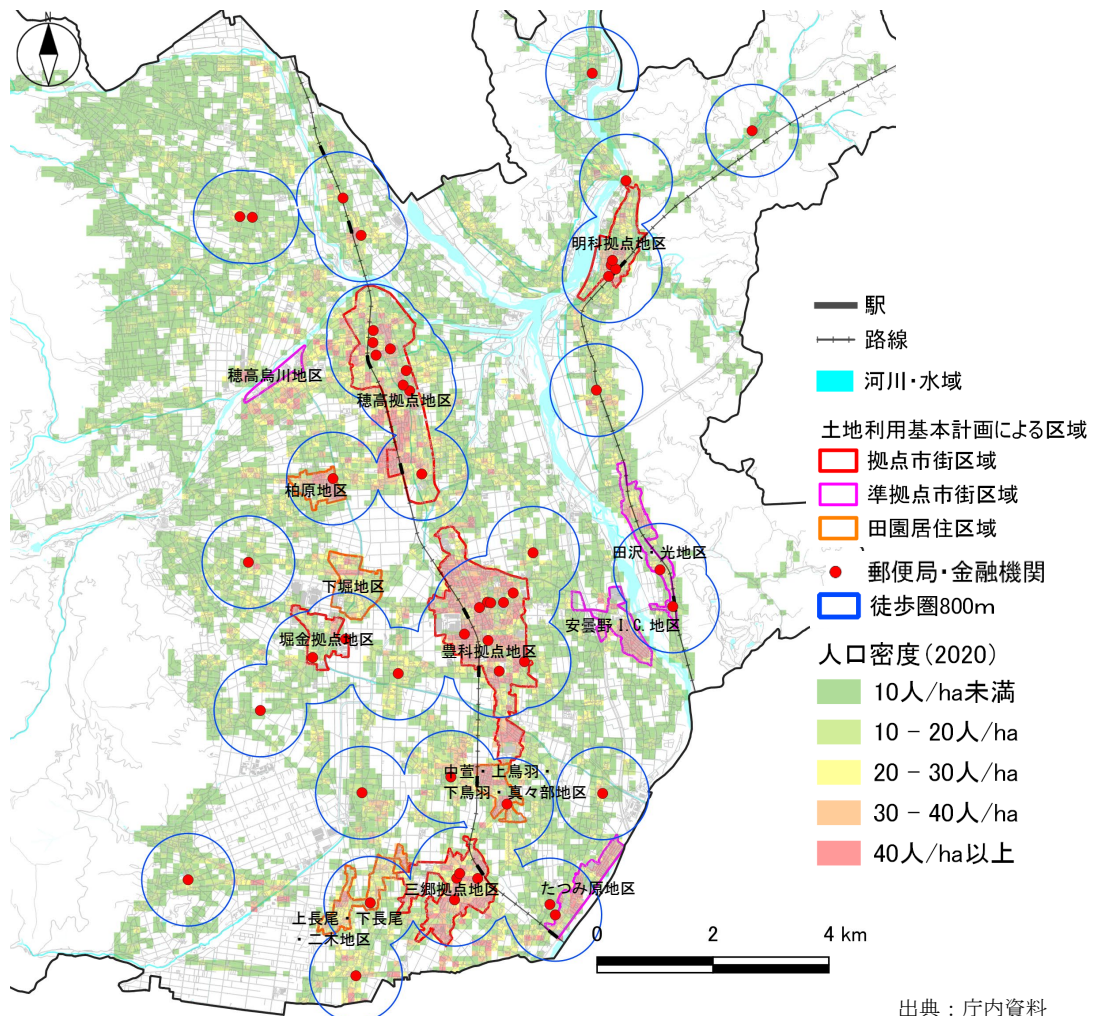 N
明科拠点地区
穂高烏川地区
穂高拠点地区
柏原地区
下堀地区
田沢・光地区
安曇野I.C.地区
堀金拠点地区
豊科拠点地区
中萱・上鳥羽・
下鳥羽・真々部地区
三郷拠点地区
たつみ原地区
上長尾・下長尾
・二木地区
0 2 4 km
駅
路線
河川・水域
土地利用基本計画による区域
拠点市街区域
準拠点市街区域
田園居住区域
郵便局・金融機関
徒歩圏800m
人口密度(2020)
10人/ha未満
10 - 20人/ha
20 - 30人/ha
30 - 40人/ha
40人/ha以上
出典：庁内資料